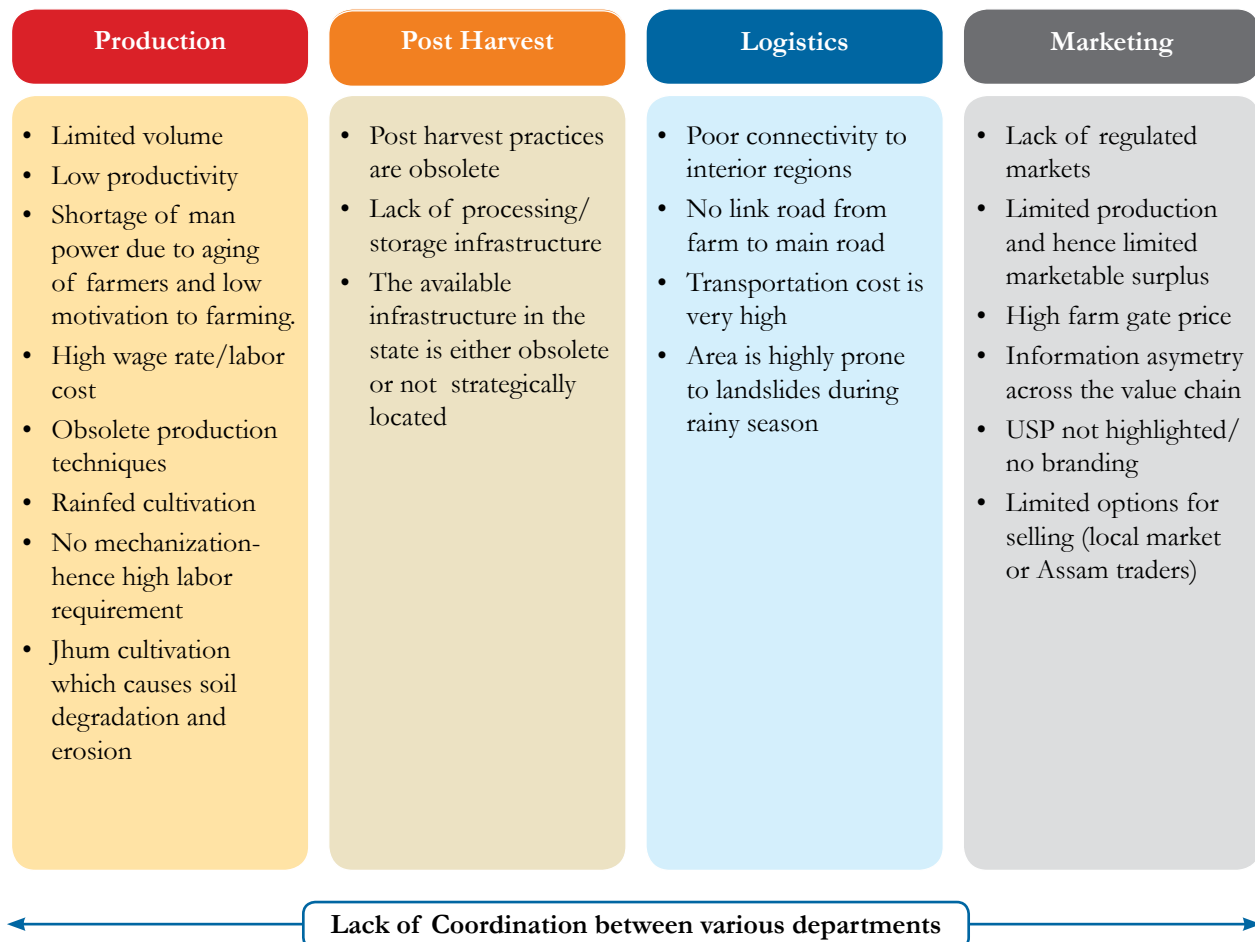 Production
• Limited volume
• Low productivity
• Shortage of man
power due to aging
of farmers and low
motivation to farming.
• High wage rate/labor
cost
• Obsolete production
techniques
• Rainfed cultivation
• No mechanization-
hence high labor
requirement
• Jhum cultivation
which causes soil
degradation and
erosion
Post Harvest
• Post harvest practices
are obsolete
• Lack of processing/
storage infrastructure
• The available
infrastructure in the
state is either obsolete
or not strategically
located
Logistics
• Poor connectivity to
interior regions
• No link road from
farm to main road
• Transportation cost is
very high
• Area is highly prone
to landslides during
rainy season
Marketing
• Lack of regulated
markets
• Limited production
and hence limited
marketable surplus
• High farm gate price
• Information asymetry
across the value chain
• USP not highlighted/
no branding
• Limited options for
selling (local market
or Assam traders)
Lack of Coordination between various departments